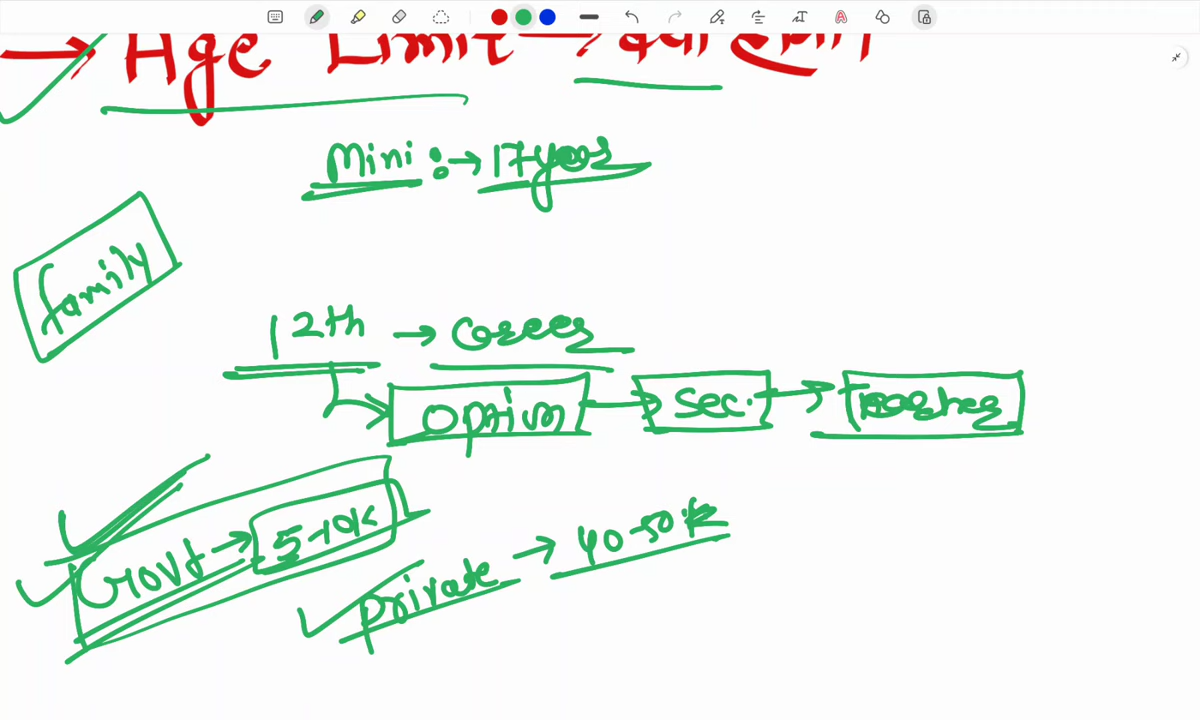 → Age Limit →
Mini : → 17 years
family
12th → Career
Option → Sec. → Teacher
Govt → 5-10K
Private → 40-50K